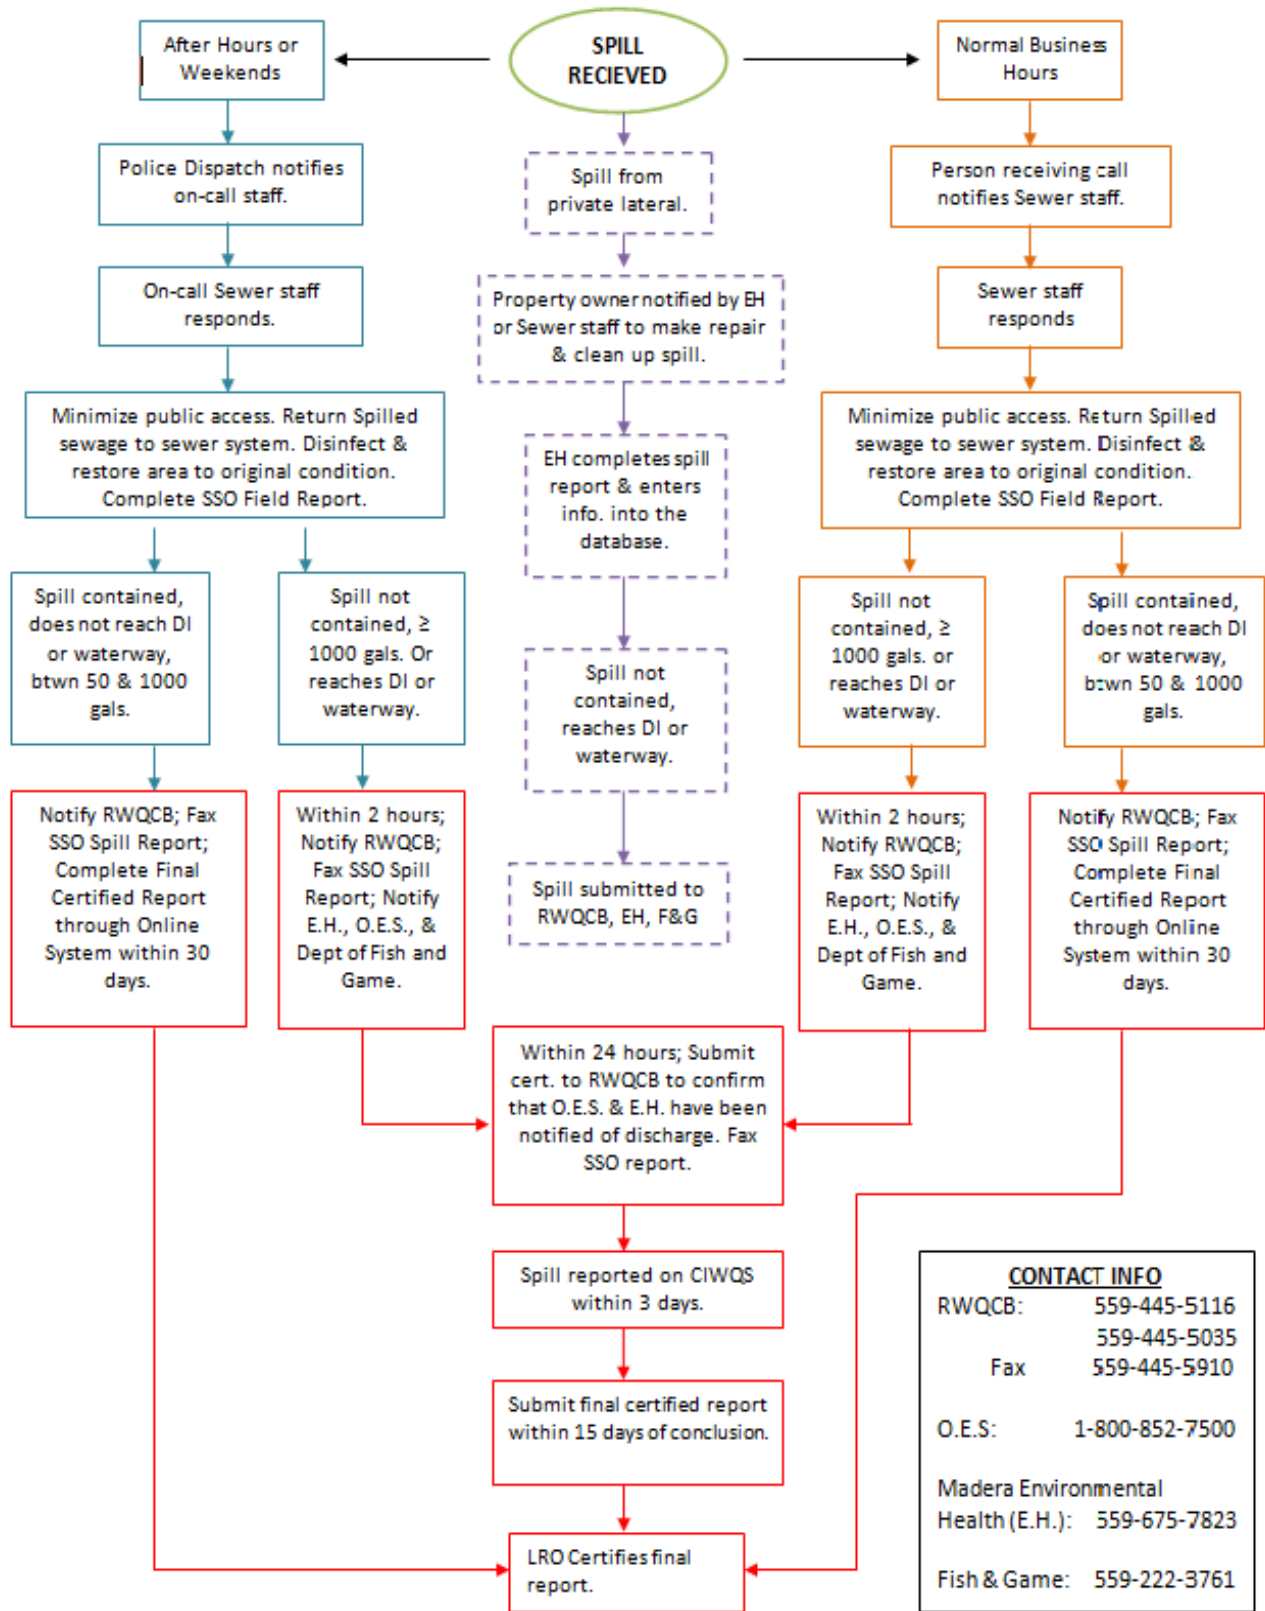 SPILL
RECIEVED
After Hours or
Weekends
Police Dispatch notifies
on-call staff.
On-call Sewer staff
responds.
Minimize public access. Return Spilled
sewage to sewer system. Disinfect &
restore area to original condition.
Complete SSO Field Report.
Spill contained,
does not reach DI
or waterway,
btwn 50 & 1000
gals.
Spill not
contained, ≥
1000 gals. Or
reaches DI or
waterway.
Notify RWQCB; Fax
SSO Spill Report;
Complete Final
Certified Report
through Online
System within 30
days.
Within 2 hours;
Notify RWQCB;
Fax SSO Spill
Report; Notify
E.H., O.E.S., &
Dept of Fish and
Game.
Spill from
private lateral.
Property owner notified by EH
or Sewer staff to make repair
& clean up spill.
EH completes spill
report & enters
info. into the
database.
Spill not
contained,
reaches DI or
waterway.
Spill submitted to
RWQCB, EH, F&G
Normal Business
Hours
Person receiving call
notifies Sewer staff.
Sewer staff
responds
Minimize public access. Return Spilled
sewage to sewer system. Disinfect &
restore area to original condition.
Complete SSO Field Report.
Spill not
contained, ≥
1000 gals. or
reaches DI or
waterway.
Spill contained,
does not reach DI
or waterway,
btwn 50 & 1000
gals.
Within 2 hours;
Notify RWQCB;
Fax SSO Spill
Report; Notify
E.H., O.E.S., &
Dept of Fish and
Game.
Notify RWQCB; Fax
SSO Spill Report;
Complete Final
Certified Report
through Online
System within 30
days.
Within 24 hours; Submit
cert. to RWQCB to confirm
that O.E.S. & E.H. have been
notified of discharge. Fax
SSO report.
Spill reported on CIWQS
within 3 days.
Submit final certified report
within 15 days of conclusion.
LRO Certifies final
report.
CONTACT INFO
RWQCB: 559-445-5116
559-445-5035
Fax 559-445-5910
O.E.S: 1-800-852-7500
Madera Environmental
Health (E.H.): 559-675-7823
Fish & Game: 559-222-3761